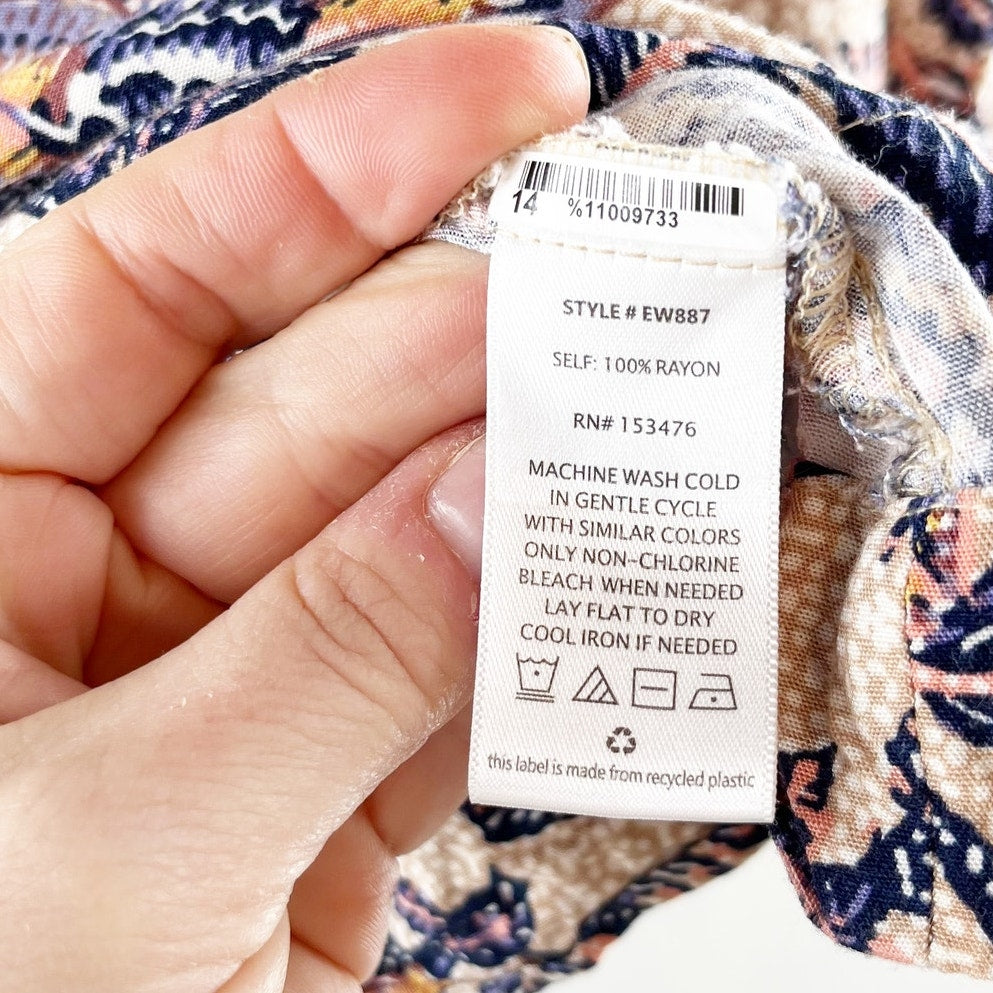 14 %11009733
STYLE # EW887
SELF: 100% RAYON
RN# 153476
MACHINE WASH COLD
IN GENTLE CYCLE
WITH SIMILAR COLORS
ONLY NON-CHLORINE
BLEACH WHEN NEEDED
LAY FLAT TO DRY
COOL IRON IF NEEDED
this label is made from recycled plastic